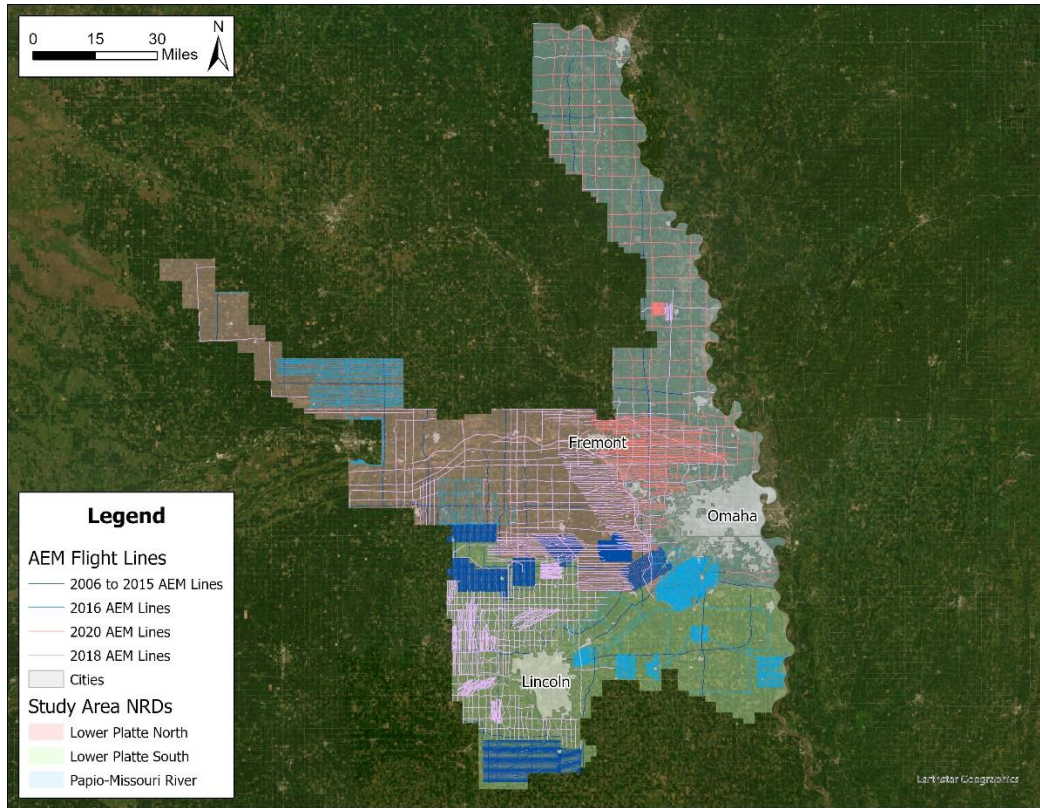 0 15 30
Miles
N
Fremont
Omaha
Lincoln
Legend
AEM Flight Lines
2006 to 2015 AEM Lines
2016 AEM Lines
2020 AEM Lines
2018 AEM Lines
Cities
Study Area NRDs
Lower Platte North
Lower Platte South
Papio-Missouri River
Earthstar Geographics